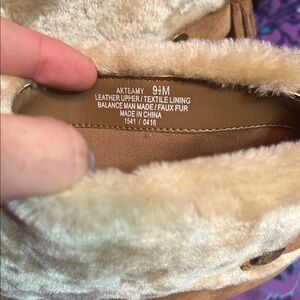 AKTEAMY 9½M
LEATHER UPPER / TEXTILE LINING
BALANCE MAN MADE / FAUX FUR
MADE IN CHINA
1541 / 0416